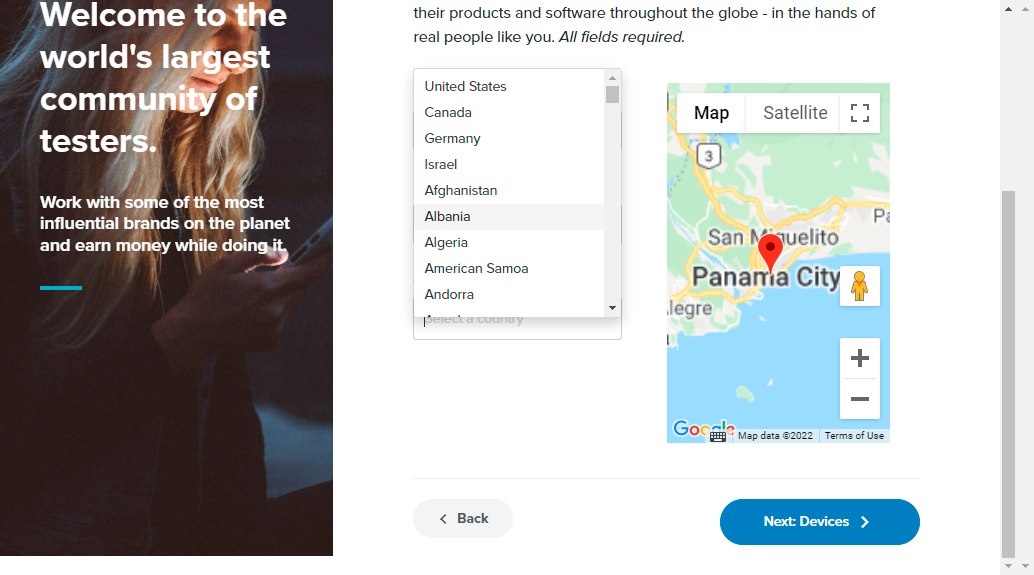 Welcome to the
world's largest
community of
testers.
Work with some of the most
influential brands on the planet
and earn money while doing it.
their products and software throughout the globe - in the hands of
real people like you. All fields required.
United States
Canada
Germany
Israel
Afghanistan
Albania
Algeria
American Samoa
Andorra
Select a country
Map
Satellite
3
Pa
San Miguelito
Panama City
legre
Google
Map data ©2022
Terms of Use
Back
Next: Devices